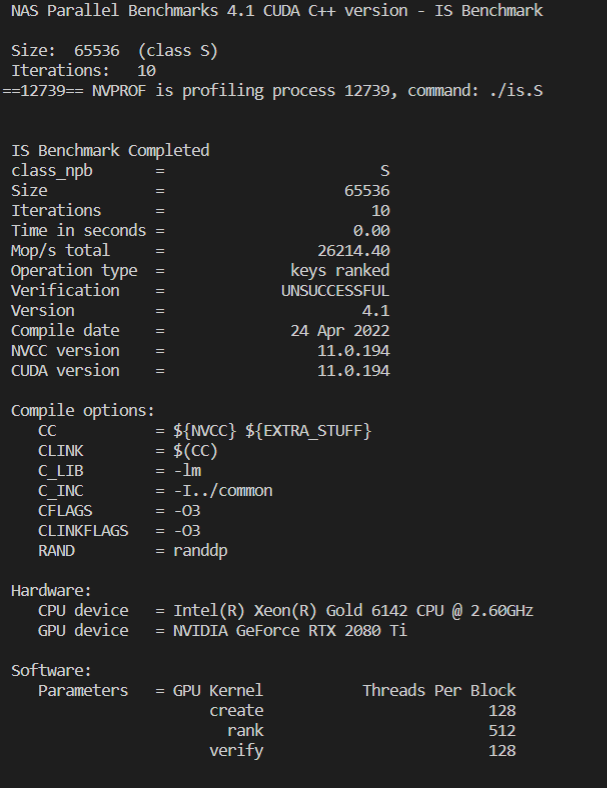 NAS Parallel Benchmarks 4.1 CUDA C++ version - IS Benchmark
Size:  65536  (class S)
Iterations:   10
==12739== NVPROF is profiling process 12739, command: ./is.S
IS Benchmark Completed
class_npb       =                        S
Size            =                    65536
Iterations      =                       10
Time in seconds =                     0.00
Mop/s total     =                 26214.40
Operation type  =              keys ranked
Verification    =             UNSUCCESSFUL
Version         =                      4.1
Compile date    =              24 Apr 2022
NVCC version    =                 11.0.194
CUDA version    =                 11.0.194
Compile options:
   CC           = ${NVCC} ${EXTRA_STUFF}
   CLINK        = $(CC)
   C_LIB        = -lm
   C_INC        = -I../common
   CFLAGS       = -O3
   CLINKFLAGS   = -O3
   RAND         = randdp
Hardware:
   CPU device   = Intel(R) Xeon(R) Gold 6142 CPU @ 2.60GHz
   GPU device   = NVIDIA GeForce RTX 2080 Ti
Software:
   Parameters   = GPU Kernel           Threads Per Block
                      create                         128
                        rank                         512
                      verify                         128